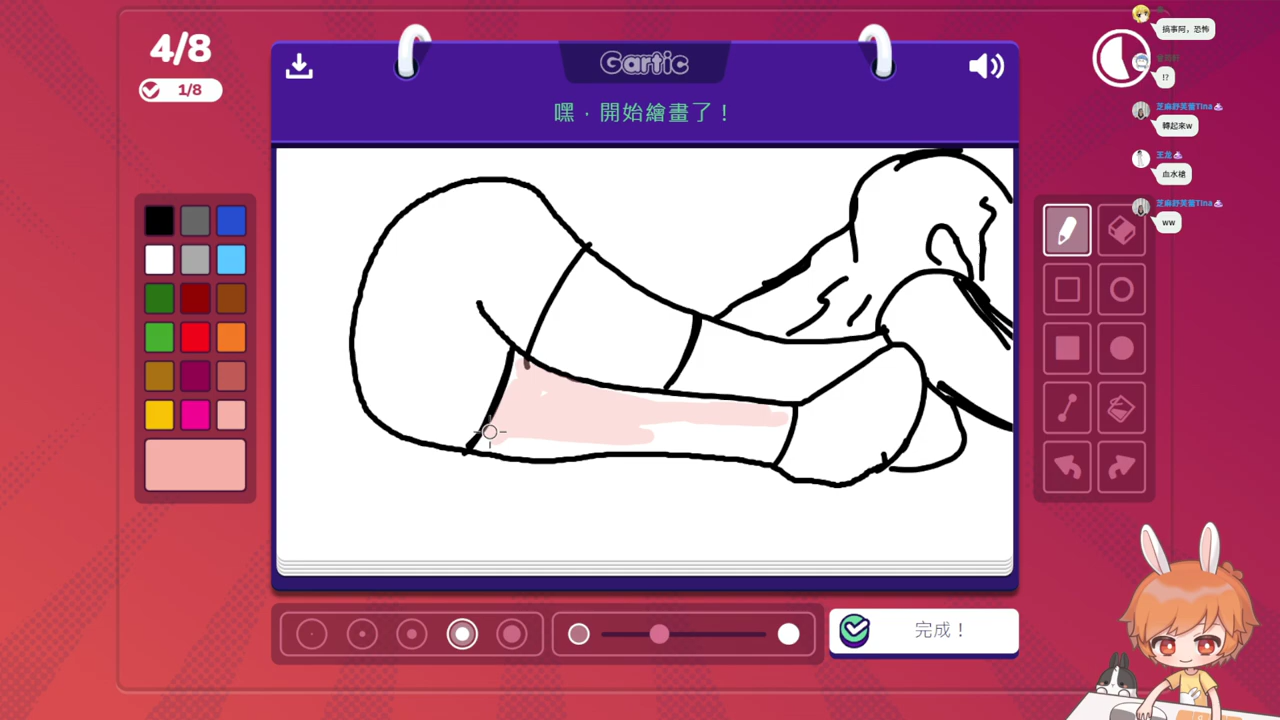 4/8
1/8
Gartic
嘿，開始繪畫了！
完成！
搞事阿，恐怖
!?
芝麻舒芙蕾Tina
轉起來w
王龙
血水槍
芝麻舒芙蕾Tina
ww